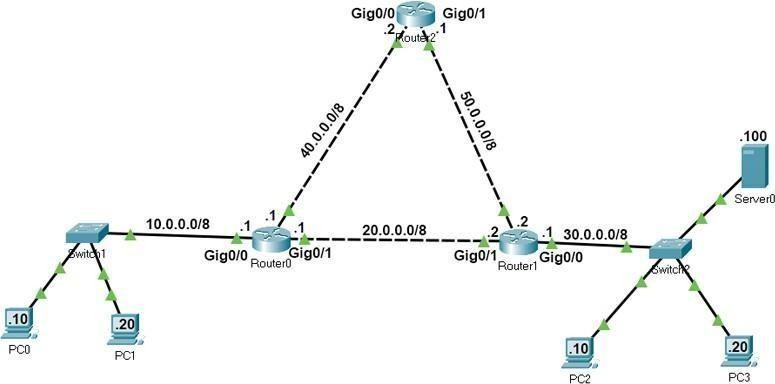 Gig0/0
Gig0/1
.2
.1
Router2
40.0.0.0/8
50.0.0.0/8
.100
Server0
10.0.0.0/8
.1
.1
.1
20.0.0.0/8
.2
.2
.1
30.0.0.0/8
Switch1
Gig0/0
Router0
Gig0/1
Gig0/1
Router1
Gig0/0
Switch2
.10
PC0
.20
PC1
.10
PC2
.20
PC3